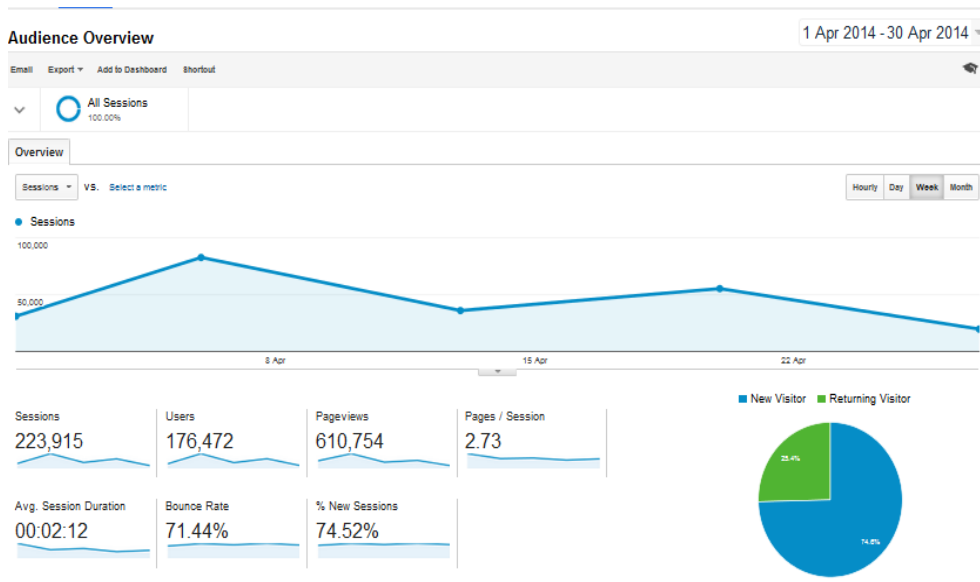 Audience Overview
1 Apr 2014 - 30 Apr 2014
Email Export Add to Dashboard Shortcut
All Sessions
100.00%
Overview
Sessions VS. Select a metric
Hourly Day Week Month
Sessions
100,000
50,000
8 Apr 15 Apr 22 Apr
New Visitor Returning Visitor
Sessions Users Pageviews Pages / Session
223,915 176,472 610,754 2.73
25.4%
Avg. Session Duration Bounce Rate % New Sessions
00:02:12 71.44% 74.52%
74.6%